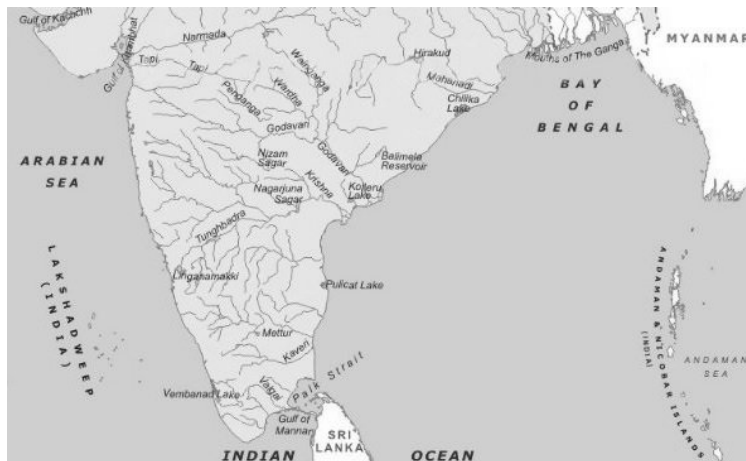 Gulf of Kachchh
Gulf of Khambhat
Narmada
Tapi
Tapi
Wainganga
Wardha
Penganga
Hirakud
Mahanadi
Chilika
Lake
Mouths of The Ganga
MYANMAR
BAY
OF
BENGAL
ARABIAN
SEA
Godavari
Nizam
Sagar
Godavari
Balimela
Reservoir
Nagarjuna
Sagar
Krishna
Kolleru
Lake
Tunghbadra
LAKSHADWEEP
(INDIA)
Linganamakki
Pulicat Lake
ANDAMAN & NICOBAR ISLANDS
(INDIA)
ANDAMAN
SEA
Mettur
Kaveri
Palk Strait
Vembanad Lake
Vaigai
Gulf of
Mannar
SRI
LANKA
INDIAN OCEAN